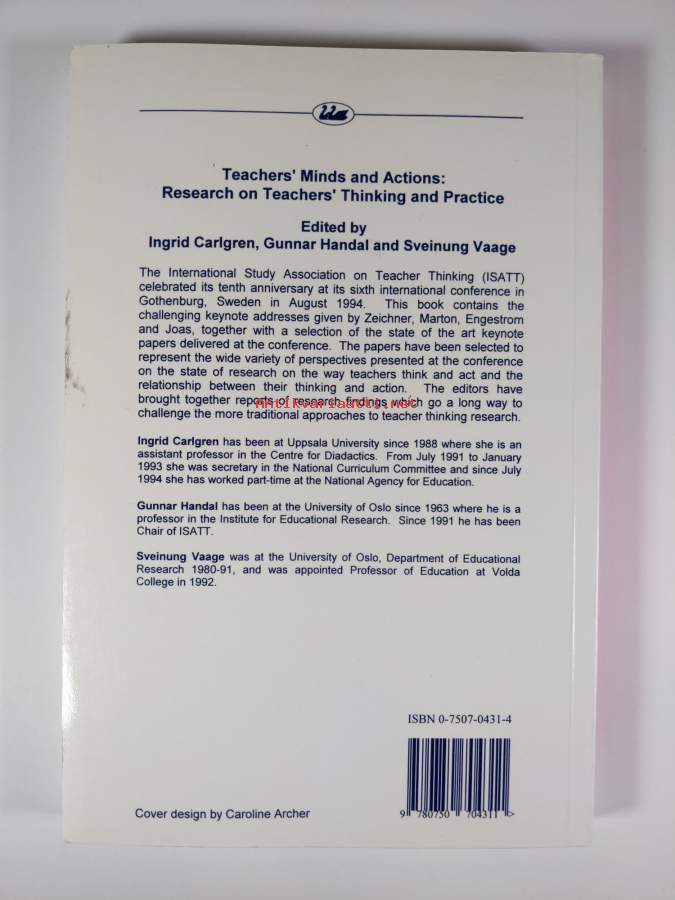 Teachers' Minds and Actions:
Research on Teachers' Thinking and Practice
Edited by
Ingrid Carlgren, Gunnar Handal and Sveinung Vaage
The International Study Association on Teacher Thinking (ISATT)
celebrated its tenth anniversary at its sixth international conference in
Gothenburg, Sweden in August 1994. This book contains the
challenging keynote addresses given by Zeichner, Marton, Engestrom
and Joas, together with a selection of the state of the art keynote
papers delivered at the conference. The papers have been selected to
represent the wide variety of perspectives presented at the conference
on the state of research on the way teachers think and act and the
relationship between their thinking and action. The editors have
brought together reports of research findings which go a long way to
challenge the more traditional approaches to teacher thinking research.
Antikvariaatti.net
Ingrid Carlgren has been at Uppsala University since 1988 where she is an
assistant professor in the Centre for Diadactics. From July 1991 to January
1993 she was secretary in the National Curriculum Committee and since July
1994 she has worked part-time at the National Agency for Education.
Gunnar Handal has been at the University of Oslo since 1963 where he is a
professor in the Institute for Educational Research. Since 1991 he has been
Chair of ISATT.
Sveinung Vaage was at the University of Oslo, Department of Educational
Research 1980-91, and was appointed Professor of Education at Volda
College in 1992.
ISBN 0-7507-0431-4
9 780750 704311 >
Cover design by Caroline Archer